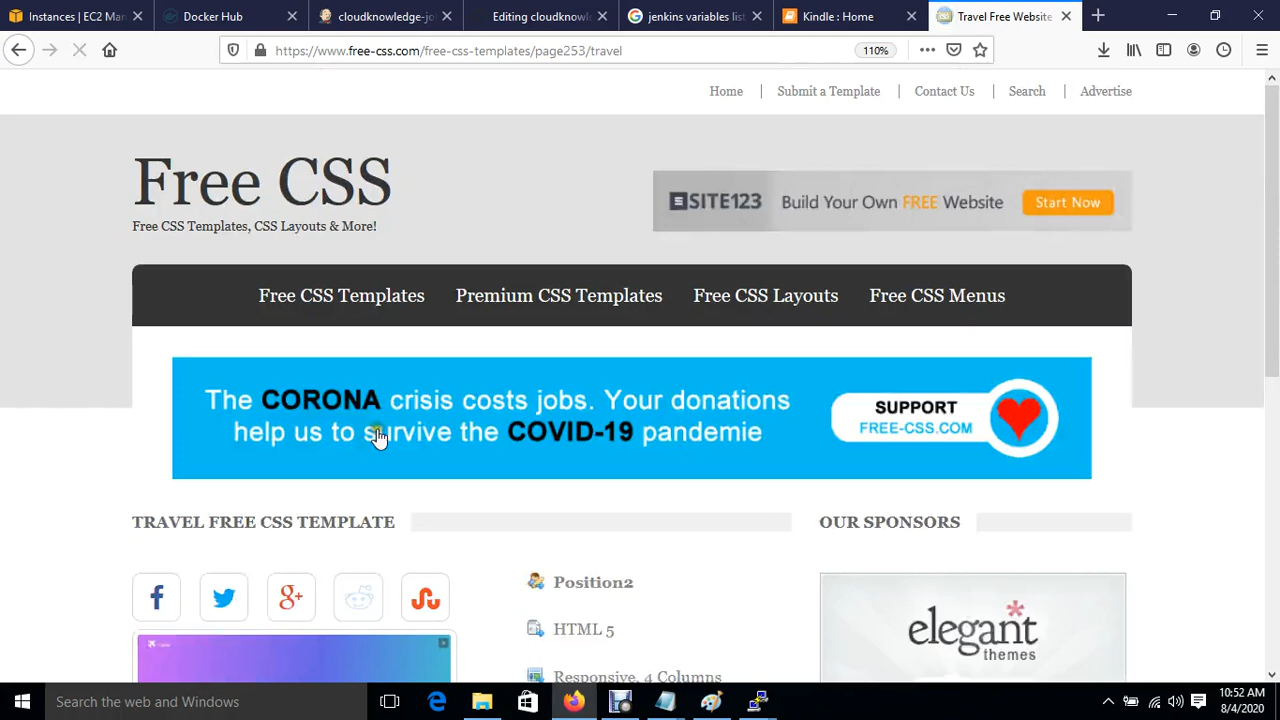 Instances | EC2 Mar
Docker Hub
cloudknowledge-jo
Editing cloudknowl
jenkins variables list
Kindle : Home
Travel Free Website
https://www.free-css.com/free-css-templates/page253/travel
110%
Home
Submit a Template
Contact Us
Search
Advertise
Free CSS
Free CSS Templates, CSS Layouts & More!
SITE123 Build Your Own FREE Website Start Now
Free CSS Templates
Premium CSS Templates
Free CSS Layouts
Free CSS Menus
The CORONA crisis costs jobs. Your donations
help us to survive the COVID-19 pandemie
SUPPORT
FREE-CSS.COM
TRAVEL FREE CSS TEMPLATE
OUR SPONSORS
Position2
HTML 5
Responsive, 4 Columns
elegant
themes
Search the web and Windows
10:52 AM
8/4/2020